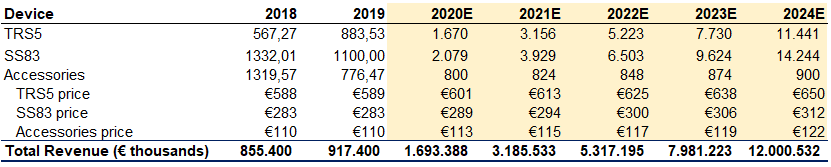 Device 2018 2019 2020E 2021E 2022E 2023E 2024E
TRS5 567,27 883,53 1.670 3.156 5.223 7.730 11.441
SS83 1332,01 1100,00 2.079 3.929 6.503 9.624 14.244
Accessories 1319,57 776,47 800 824 848 874 900
TRS5 price €588 €589 €601 €613 €625 €638 €650
SS83 price €283 €283 €289 €294 €300 €306 €312
Accessories price €110 €110 €113 €115 €117 €119 €122
Total Revenue (€ thousands) 855.400 917.400 1.693.388 3.185.533 5.317.195 7.981.223 12.000.532